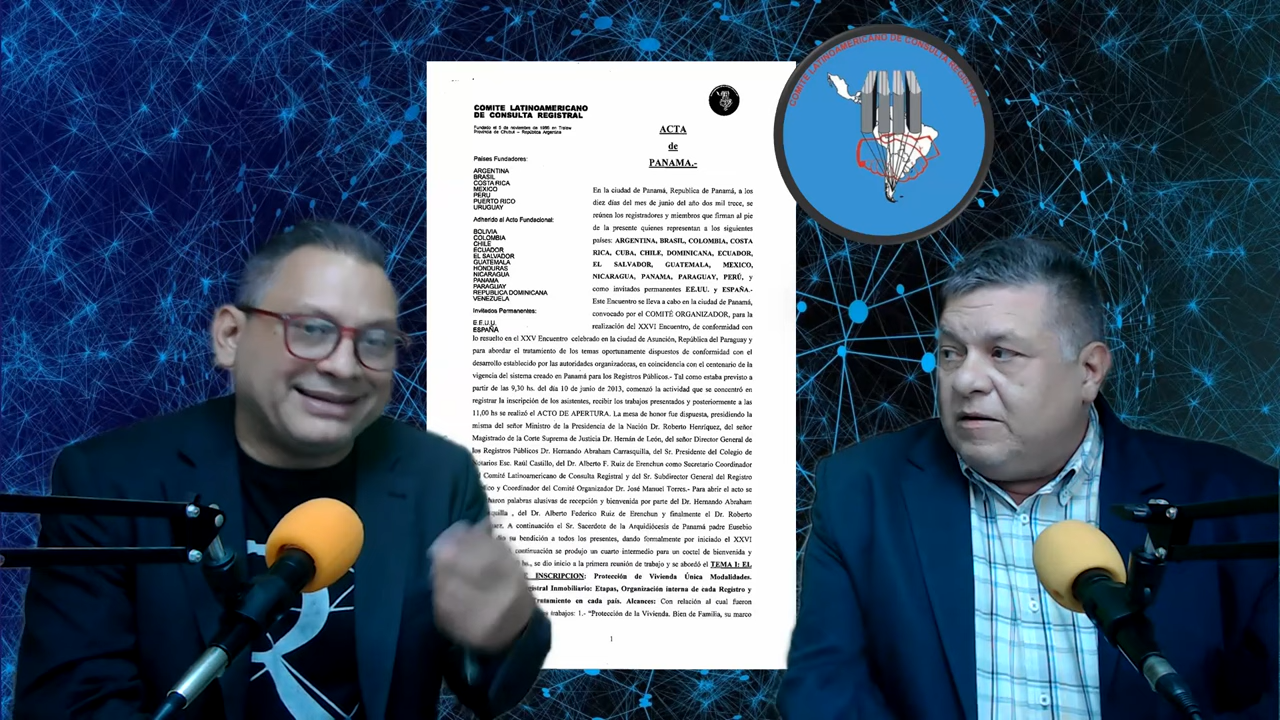 COMITE LATINOAMERICANO DE CONSULTA REGISTRAL
COMITE LATINOAMERICANO
DE CONSULTA REGISTRAL
Fundado el 5 de noviembre de 1986 en Trelew
Provincia de Chubut - República Argentina
Países Fundadores:
ARGENTINA
BRASIL
COSTA RICA
MEXICO
PERU
PUERTO RICO
URUGUAY
Adherido al Acto Fundacional:
BOLIVIA
COLOMBIA
CHILE
ECUADOR
EL SALVADOR
GUATEMALA
HONDURAS
NICARAGUA
PANAMA
PARAGUAY
REPUBLICA DOMINICANA
VENEZUELA
Invitados Permanentes:
E.E.U.U.
ESPAÑA
ACTA
de
PANAMA.-
En la ciudad de Panamá, Republica de Panamá, a los
diez días del mes de junio del año dos mil trece, se
reúnen los registradores y miembros que firman al pie
de la presente quienes representan a los siguientes
países: ARGENTINA, BRASIL, COLOMBIA, COSTA
RICA, CUBA, CHILE, DOMINICANA, ECUADOR,
EL SALVADOR, GUATEMALA, MEXICO,
NICARAGUA, PANAMA, PARAGUAY, PERÚ, y
como invitados permanentes EE.UU. y ESPAÑA.-
Este Encuentro se lleva a cabo en la ciudad de Panamá,
convocado por el COMITÉ ORGANIZADOR, para la
realización del XXVI Encuentro, de conformidad con
lo resuelto en el XXV Encuentro celebrado en la ciudad de Asunción, República del Paraguay y
para abordar el tratamiento de los temas oportunamente dispuestos de conformidad con el
desarrollo establecido por las autoridades organizadoras, en coincidencia con el centenario de la
vigencia del sistema creado en Panamá para los Registros Públicos.- Tal como estaba previsto a
partir de las 9,30 hs. del día 10 de junio de 2013, comenzó la actividad que se concentró en
registrar la inscripción de los asistentes, recibir los trabajos presentados y posteriormente a las
11,00 hs se realizó el ACTO DE APERTURA. La mesa de honor fue dispuesta, presidiendo la
misma del señor Ministro de la Presidencia de la Nación Dr. Roberto Henríquez, del señor
Magistrado de la Corte Suprema de Justicia Dr. Hernán de León, del señor Director General de
los Registros Públicos Dr. Hernando Abraham Carrasquilla, del Sr. Presidente del Colegio de
Notarios Esc. Raúl Castillo, del Dr. Alberto F. Ruiz de Erenchun como Secretario Coordinador
Comité Latinoamericano de Consulta Registral y del Sr. Subdirector General del Registro
y Coordinador del Comité Organizador Dr. José Manuel Torres.- Para abrir el acto se
palabras alusivas de recepción y bienvenida por parte del Dr. Hernando Abraham
, del Dr. Alberto Federico Ruiz de Erenchun y finalmente el Dr. Roberto
A continuación el Sr. Sacerdote de la Arquidiócesis de Panamá padre Eusebio
su bendición a todos los presentes, dando formalmente por iniciado el XXVI
continuación se produjo un cuarto intermedio para un coctel de bienvenida y
hs., se dio inicio a la primera reunión de trabajo y se abordó el TEMA I: EL
INSCRIPCION: Protección de Vivienda Única Modalidades.
Inmobiliario: Etapas, Organización interna de cada Registro y
Tratamiento en cada país. Alcances: Con relación al cual fueron
trabajos: 1.- "Protección de la Vivienda. Bien de Familia, su marco
1